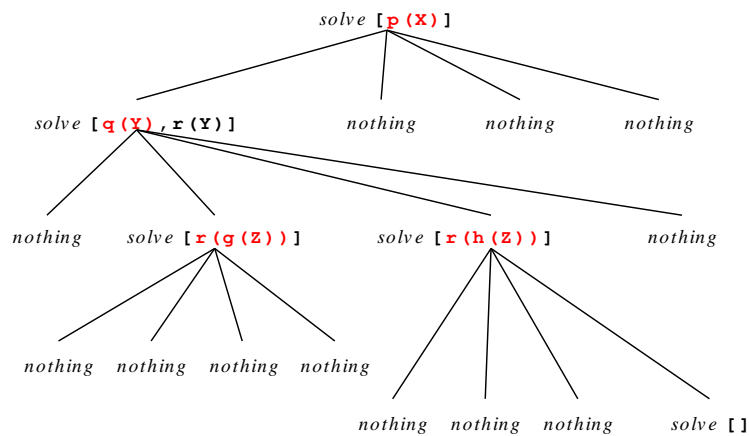 solve [p(X)]
solve [q(Y),r(Y)] nothing nothing nothing
nothing solve [r(g(Z))] solve [r(h(Z))] nothing
nothing nothing nothing nothing
nothing nothing nothing solve []